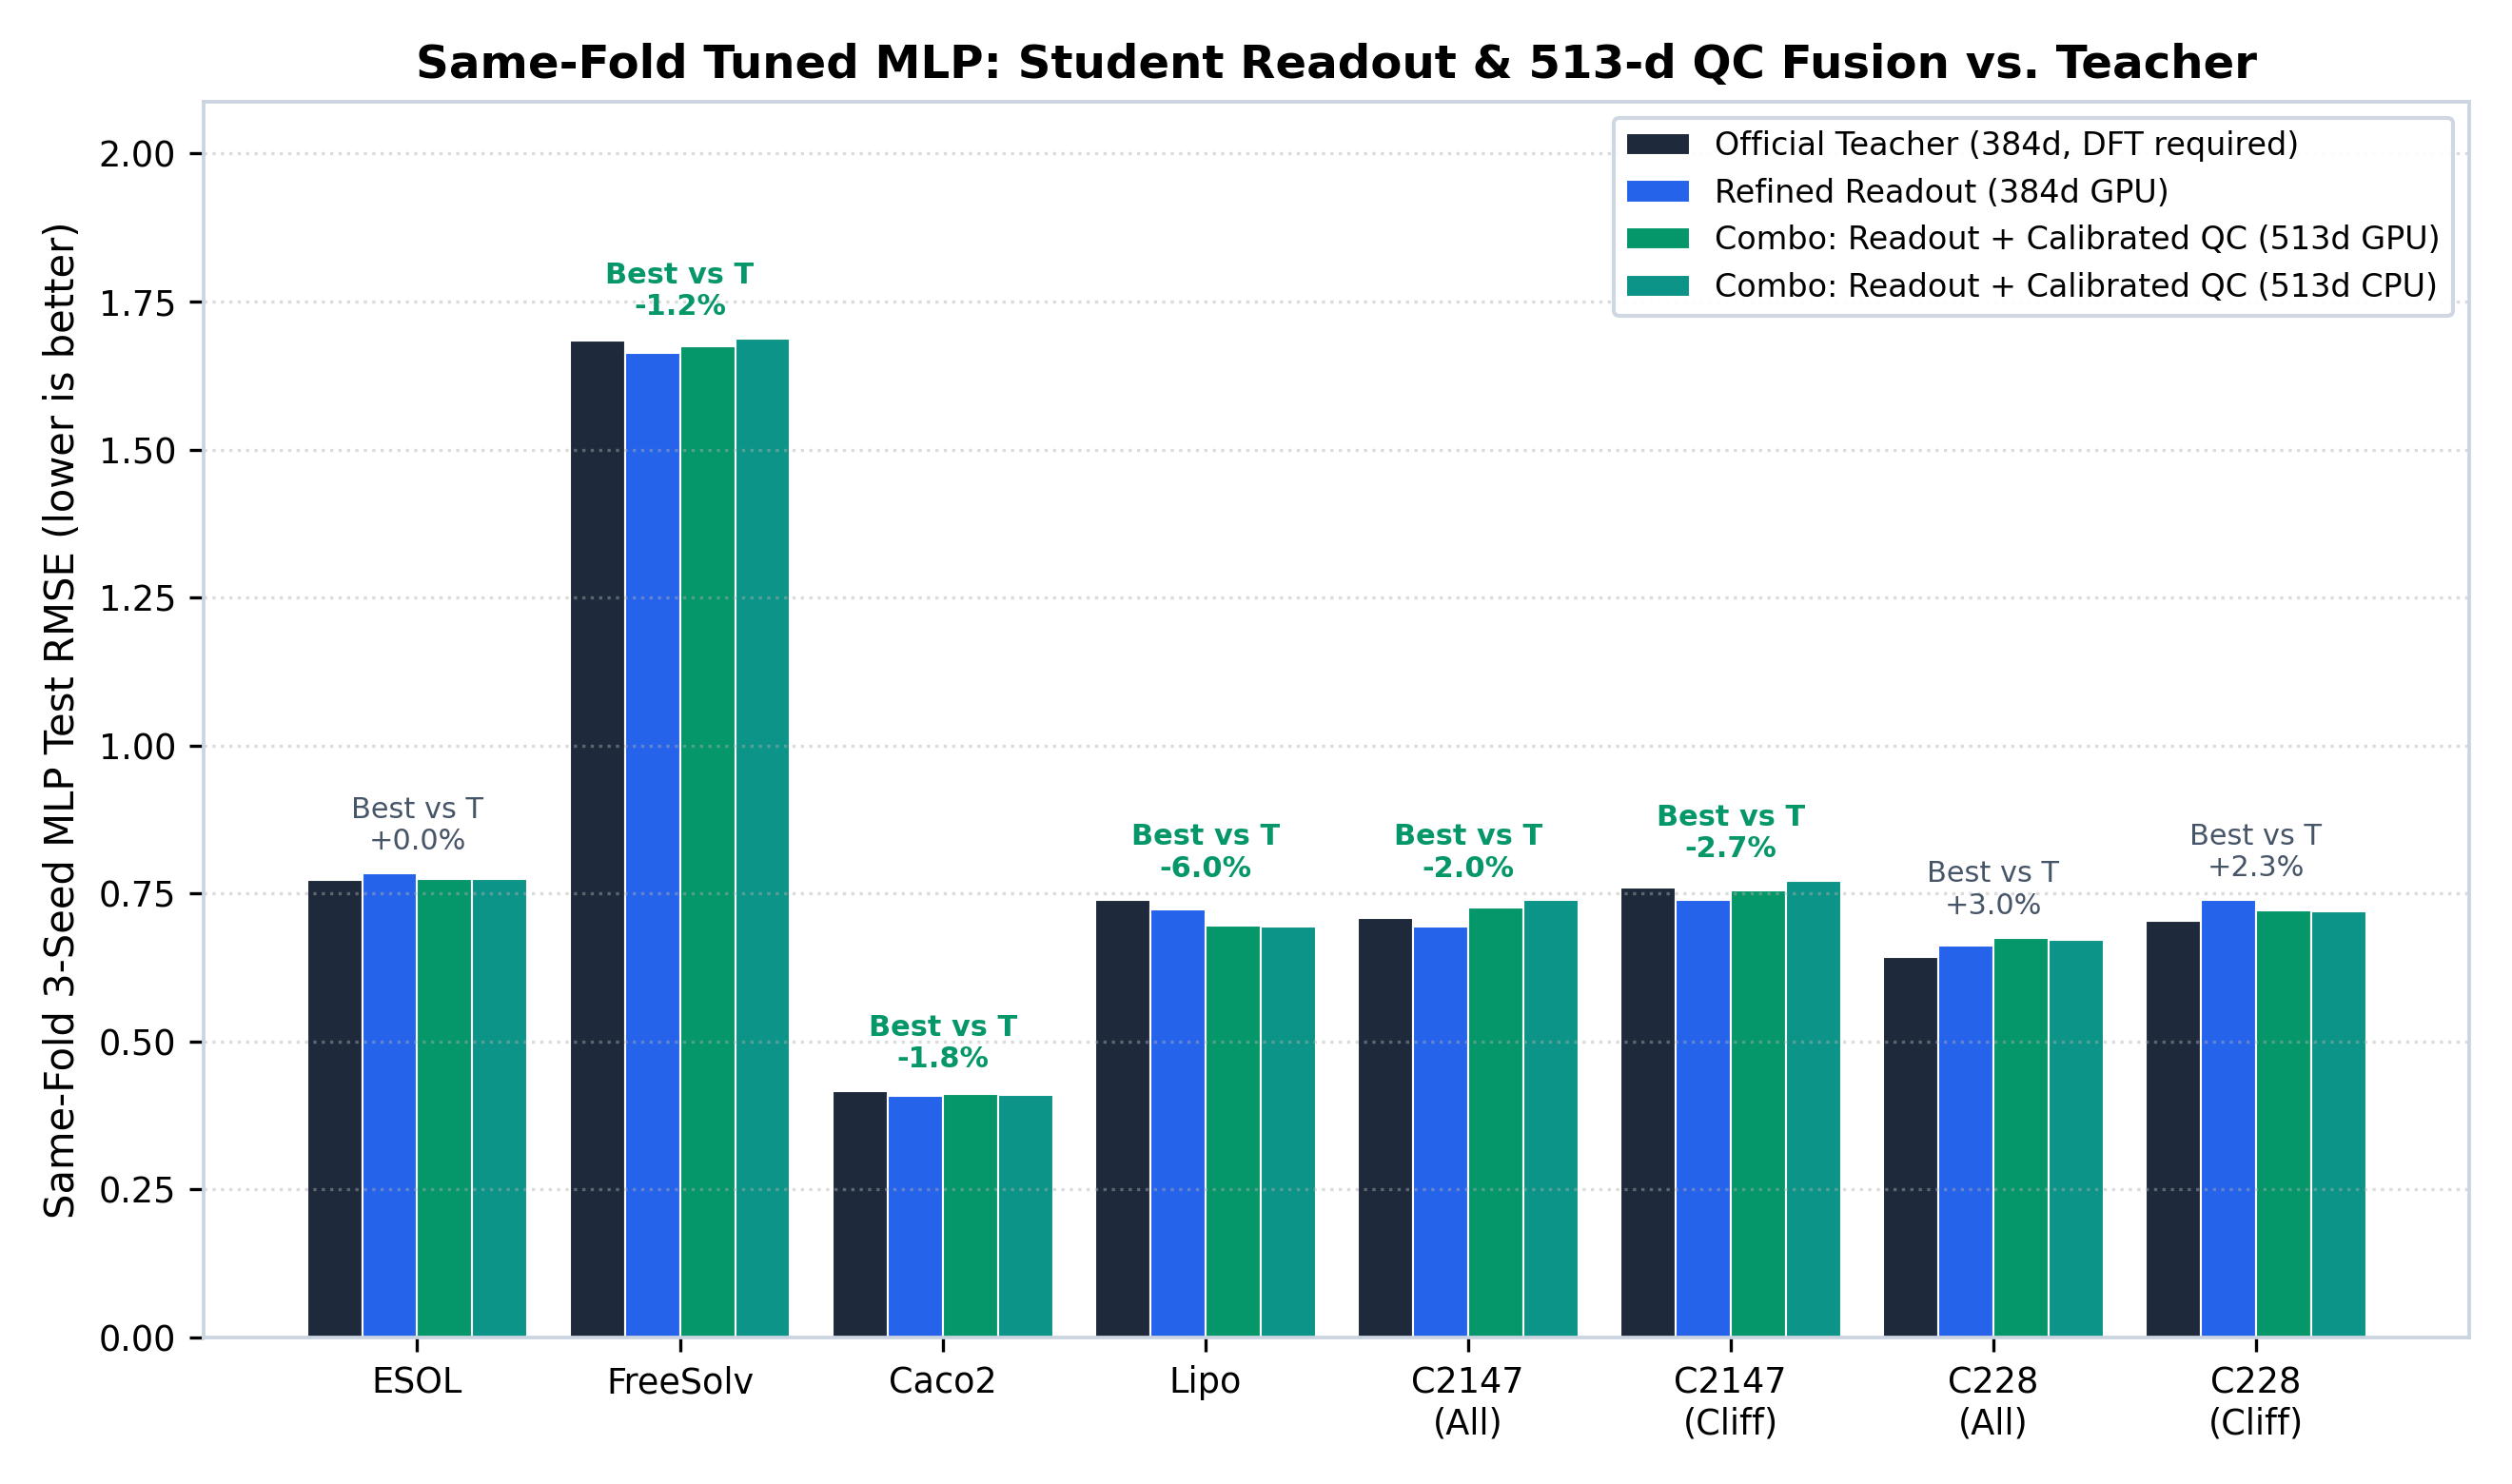 Same-Fold Tuned MLP: Student Readout & 513-d QC Fusion vs. Teacher
Same-Fold 3-Seed MLP Test RMSE (lower is better)
2.00
1.75
1.50
1.25
1.00
0.75
0.50
0.25
0.00
Official Teacher (384d, DFT required)
Refined Readout (384d GPU)
Combo: Readout + Calibrated QC (513d GPU)
Combo: Readout + Calibrated QC (513d CPU)
Best vs T
+0.0%
Best vs T
-1.2%
Best vs T
-1.8%
Best vs T
-6.0%
Best vs T
-2.0%
Best vs T
-2.7%
Best vs T
+3.0%
Best vs T
+2.3%
ESOL
FreeSolv
Caco2
Lipo
C2147
(All)
C2147
(Cliff)
C228
(All)
C228
(Cliff)